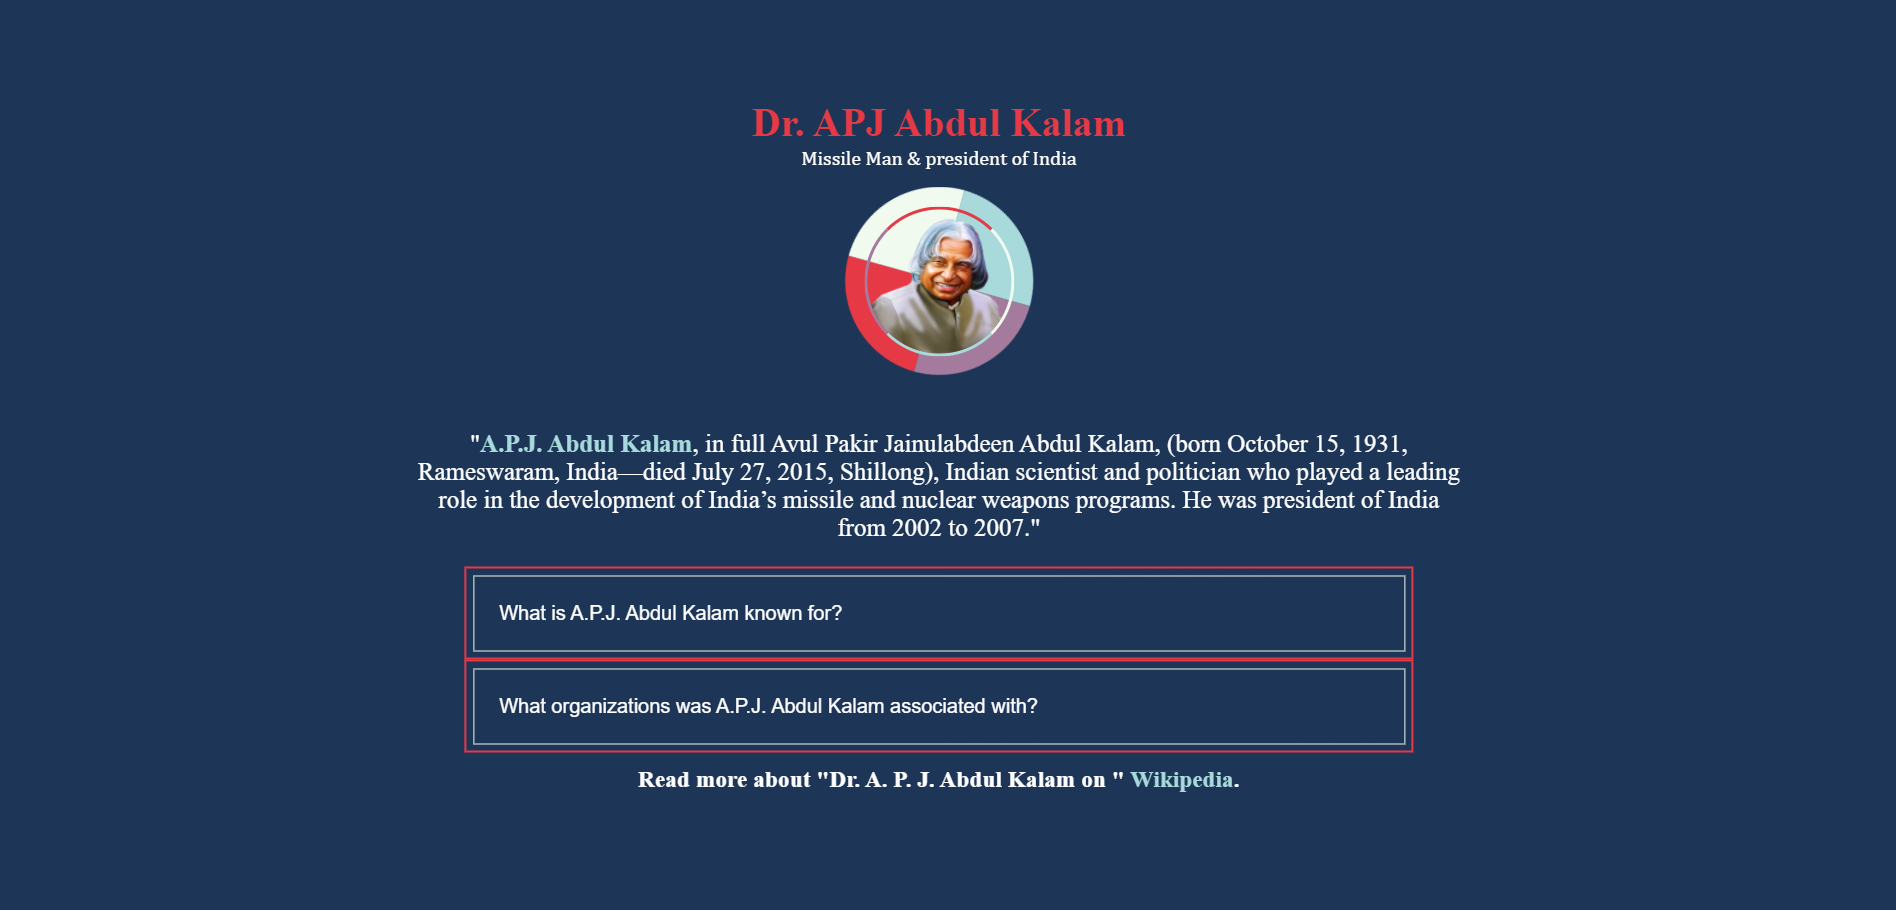 Dr. APJ Abdul Kalam
Missile Man & president of India
"A.P.J. Abdul Kalam, in full Avul Pakir Jainulabdeen Abdul Kalam, (born October 15, 1931,
Rameswaram, India—died July 27, 2015, Shillong), Indian scientist and politician who played a leading
role in the development of India’s missile and nuclear weapons programs. He was president of India
from 2002 to 2007."
What is A.P.J. Abdul Kalam known for?
What organizations was A.P.J. Abdul Kalam associated with?
Read more about "Dr. A. P. J. Abdul Kalam on " Wikipedia.